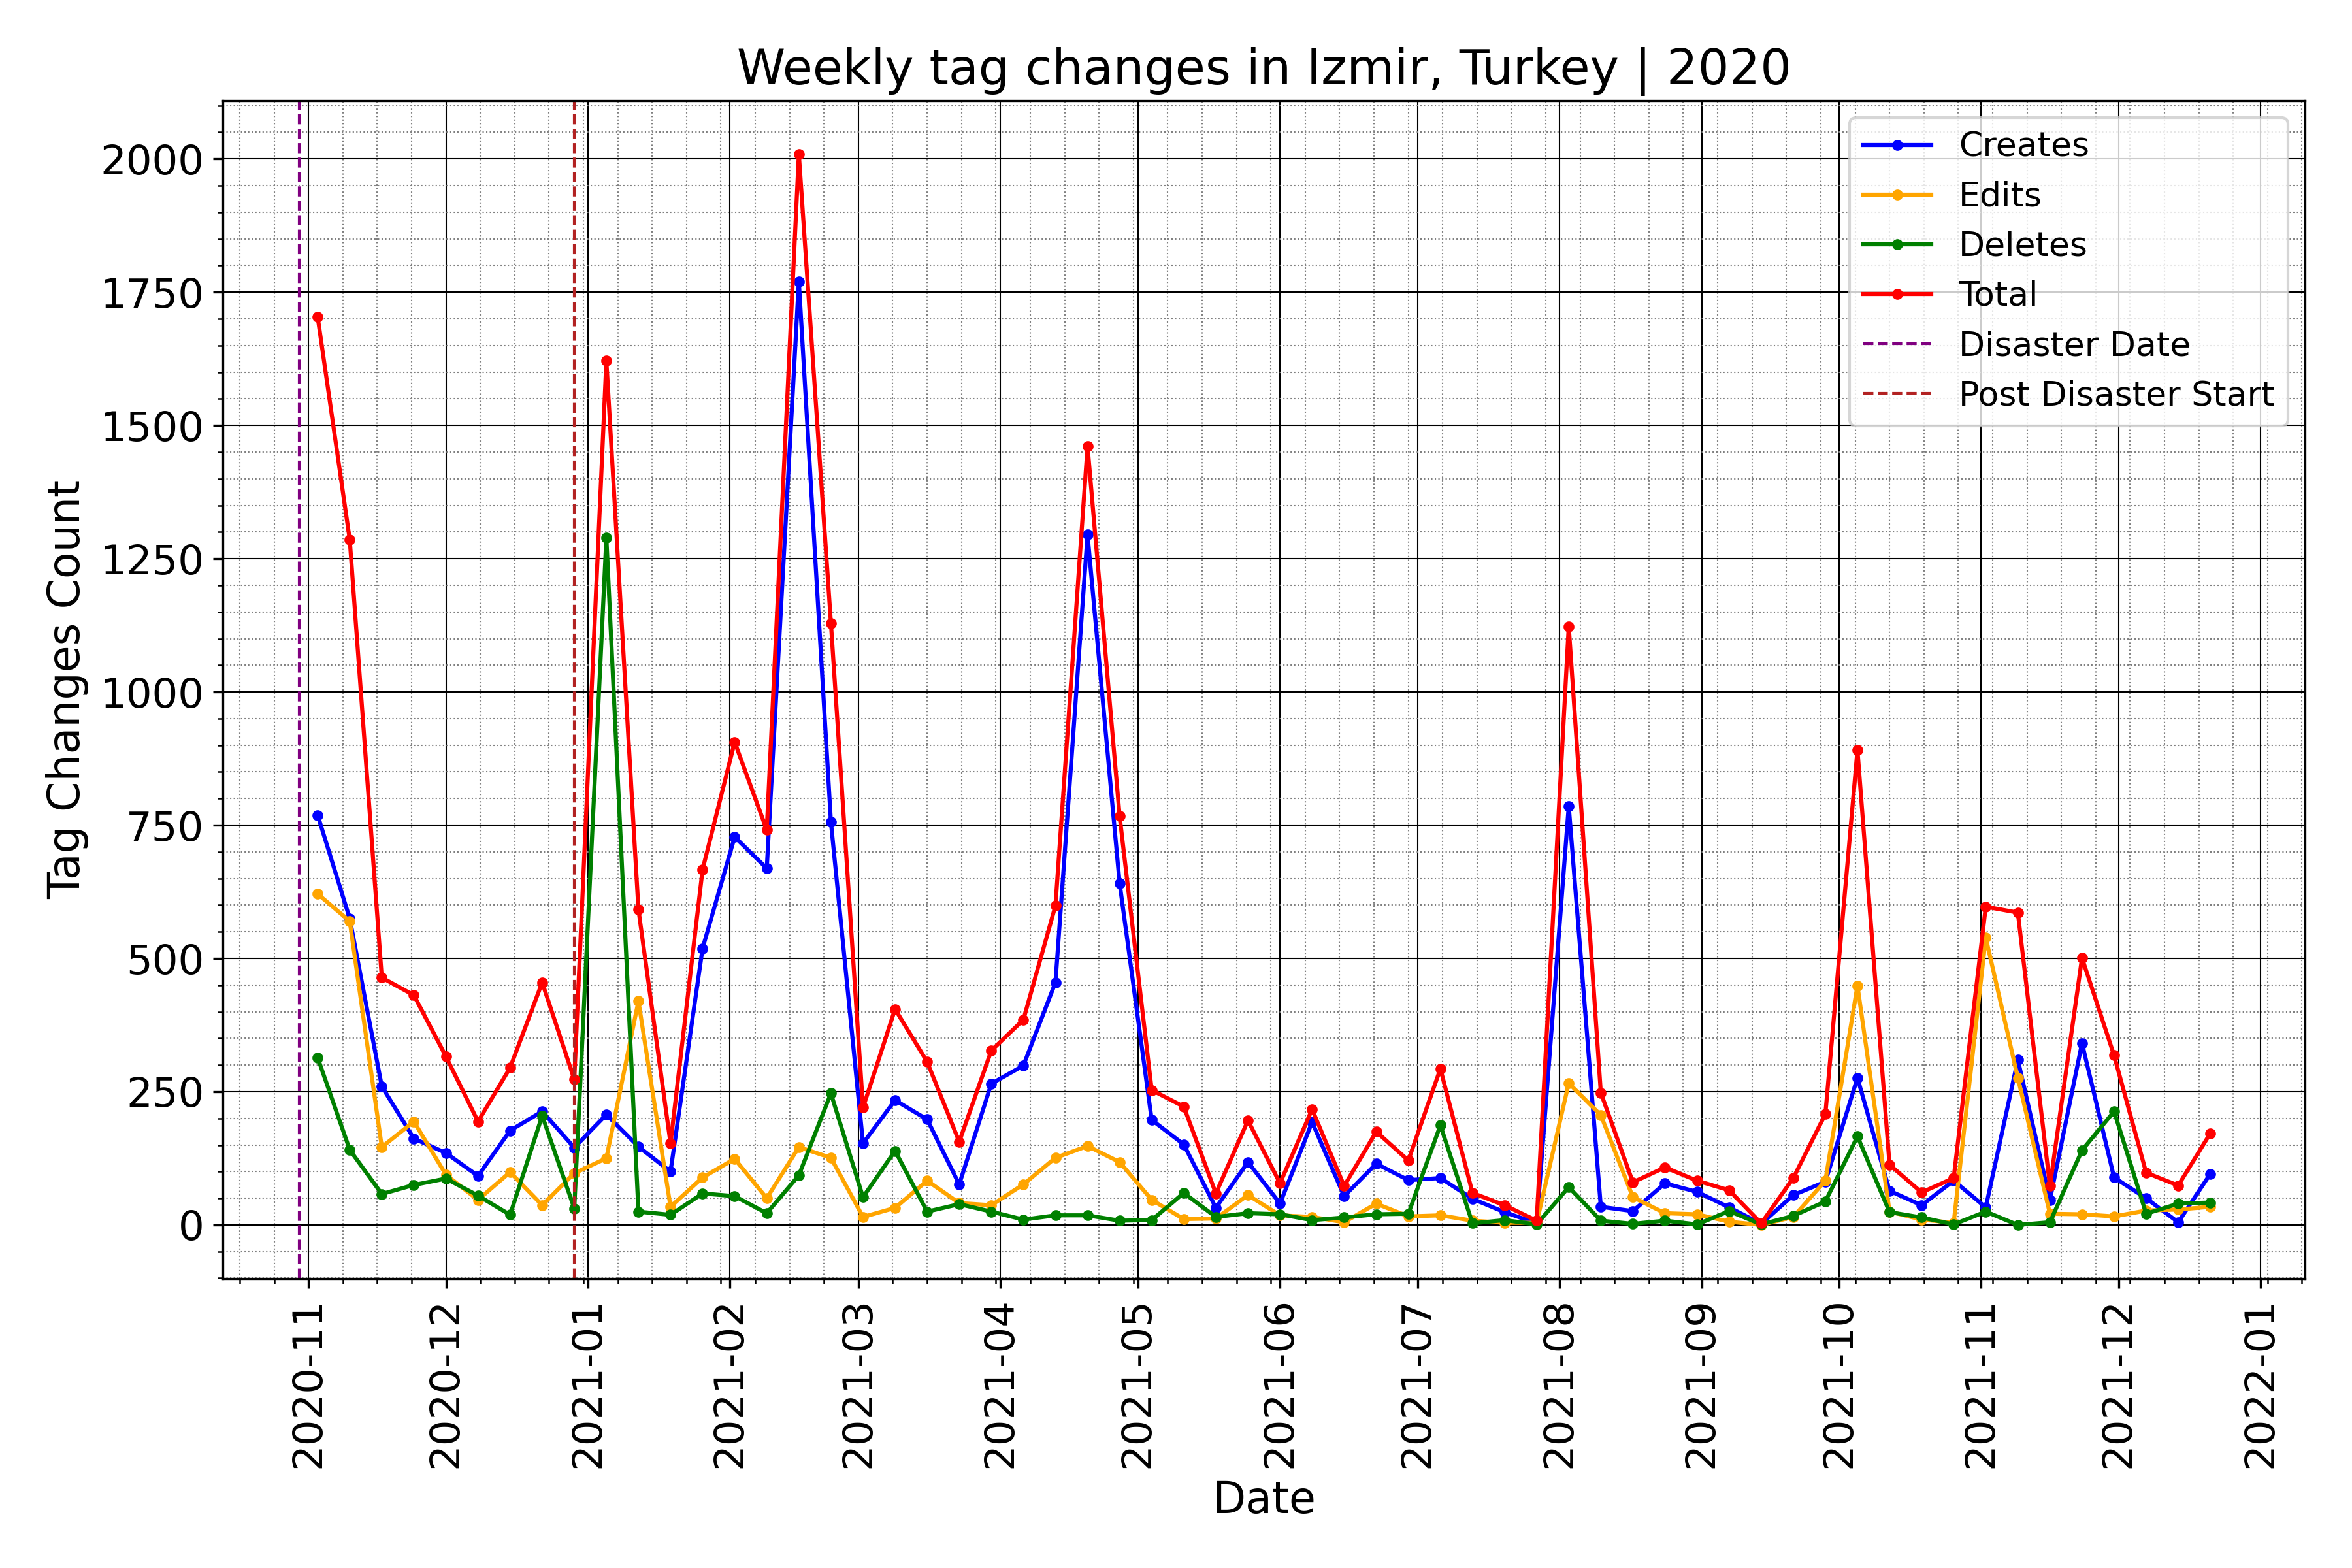 Weekly tag changes in Izmir, Turkey | 2020
Tag Changes Count
2000
1750
1500
1250
1000
750
500
250
0
Creates
Edits
Deletes
Total
Disaster Date
Post Disaster Start
2020-11
2020-12
2021-01
2021-02
2021-03
2021-04
2021-05
2021-06
2021-07
2021-08
2021-09
2021-10
2021-11
2021-12
2022-01
Date